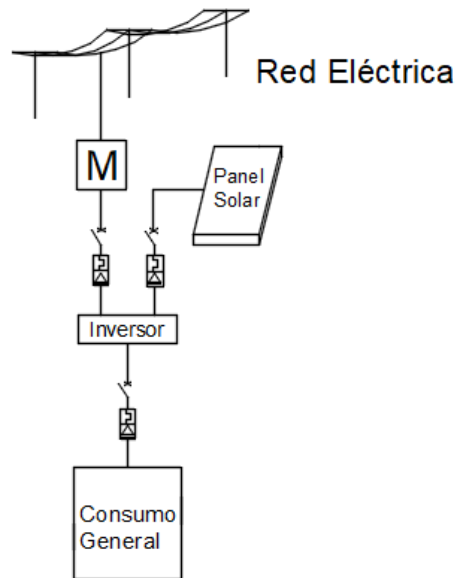 Red Eléctrica
M
Panel
Solar
Inversor
Consumo
General